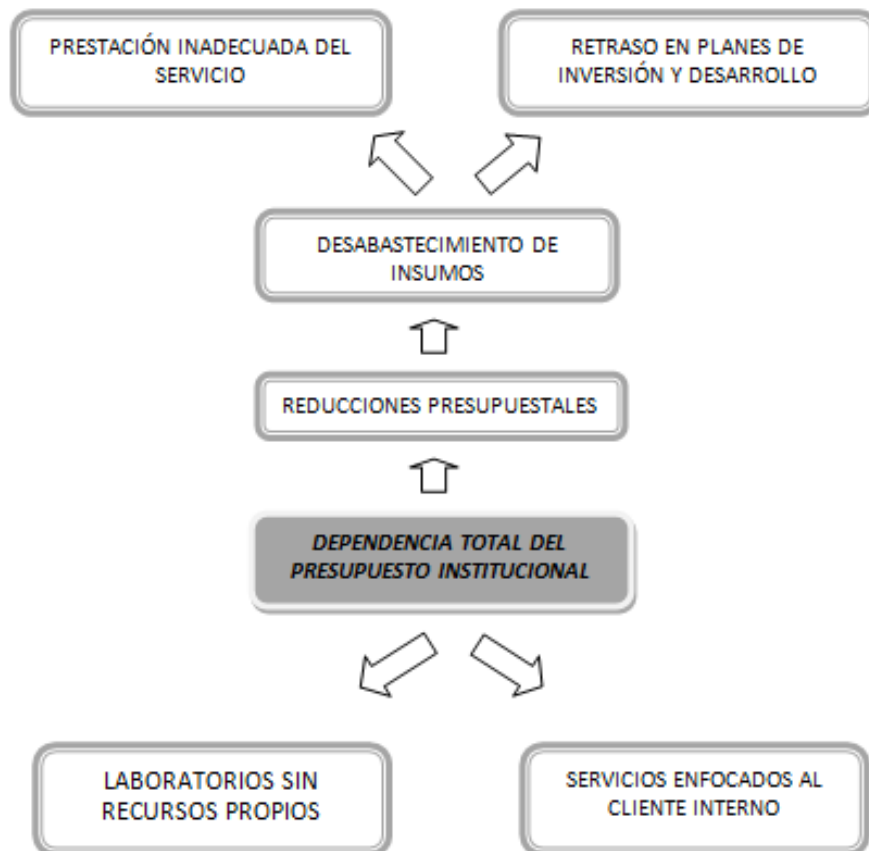 PRESTACIÓN INADECUADA DEL
SERVICIO
RETRASO EN PLANES DE
INVERSIÓN Y DESARROLLO
DESABASTECIMIENTO DE
INSUMOS
REDUCCIONES PRESUPUESTALES
DEPENDENCIA TOTAL DEL
PRESUPUESTO INSTITUCIONAL
LABORATORIOS SIN
RECURSOS PROPIOS
SERVICIOS ENFOCADOS AL
CLIENTE INTERNO